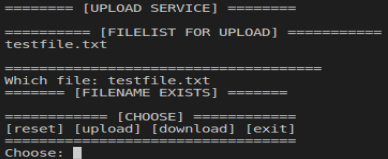 ======== [UPLOAD SERVICE] ========
========== [FILELIST FOR UPLOAD] ===========
testfile.txt
=====================================
Which file: testfile.txt
======= [FILENAME EXISTS] =======
============ [CHOOSE] ============
[reset] [upload] [download] [exit]
==================================
Choose: